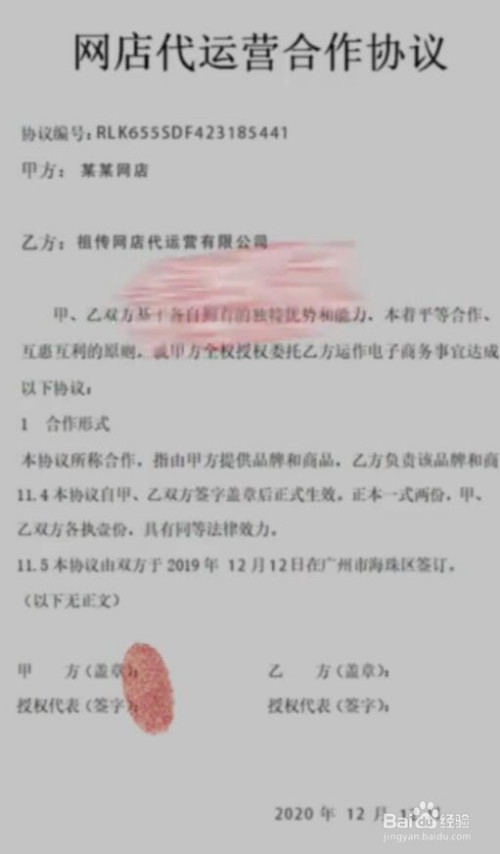 网店代运营合作协议
协议编号:RLK655SDF423185441
甲方：某某网店
乙方：祖传网店代运营有限公司
甲、乙双方基于各自拥有的独特优势和能力，本着平等合作、
互惠互利的原则，就甲方全权授权委托乙方运作电子商务事宜达成
以下协议：
1 合作形式
本协议所称合作，指由甲方提供品牌和商品，乙方负责该品牌和商
11.4 本协议自甲、乙双方签字盖章后正式生效，正本一式两份，甲、
乙双方各执壹份，具有同等法律效力。
11.5 本协议由双方于 2019 年 12 月 12 日在广州市海珠区签订。
（以下无正文）
甲 方（盖章）： 乙 方（盖章）：
授权代表（签字）： 授权代表（签字）：
2020 年 12 月
Baidu经验